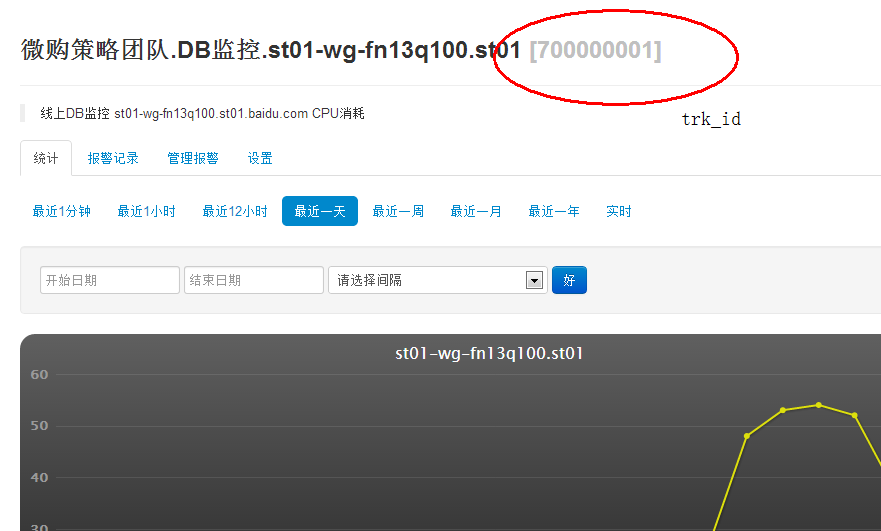 微购策略团队.DB监控.st01-wg-fn13q100.st01 [700000001]
线上DB监控 st01-wg-fn13q100.st01.baidu.com CPU消耗
trk_id
统计 报警记录 管理报警 设置
最近1分钟 最近1小时 最近12小时 最近一天 最近一周 最近一月 最近一年 实时
开始日期 结束日期 请选择间隔 好
st01-wg-fn13q100.st01
60
50
40
30